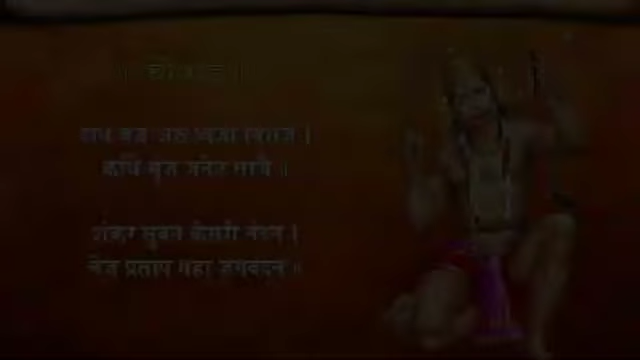 ॥ चौपाई ॥
हाथ बज्र औ ध्वजा बिराजे ।
काँधे मूंज जनेउ साजै ॥
शंकर सुवन केसरी नंदन ।
तेज प्रताप महा जगवंदन ॥